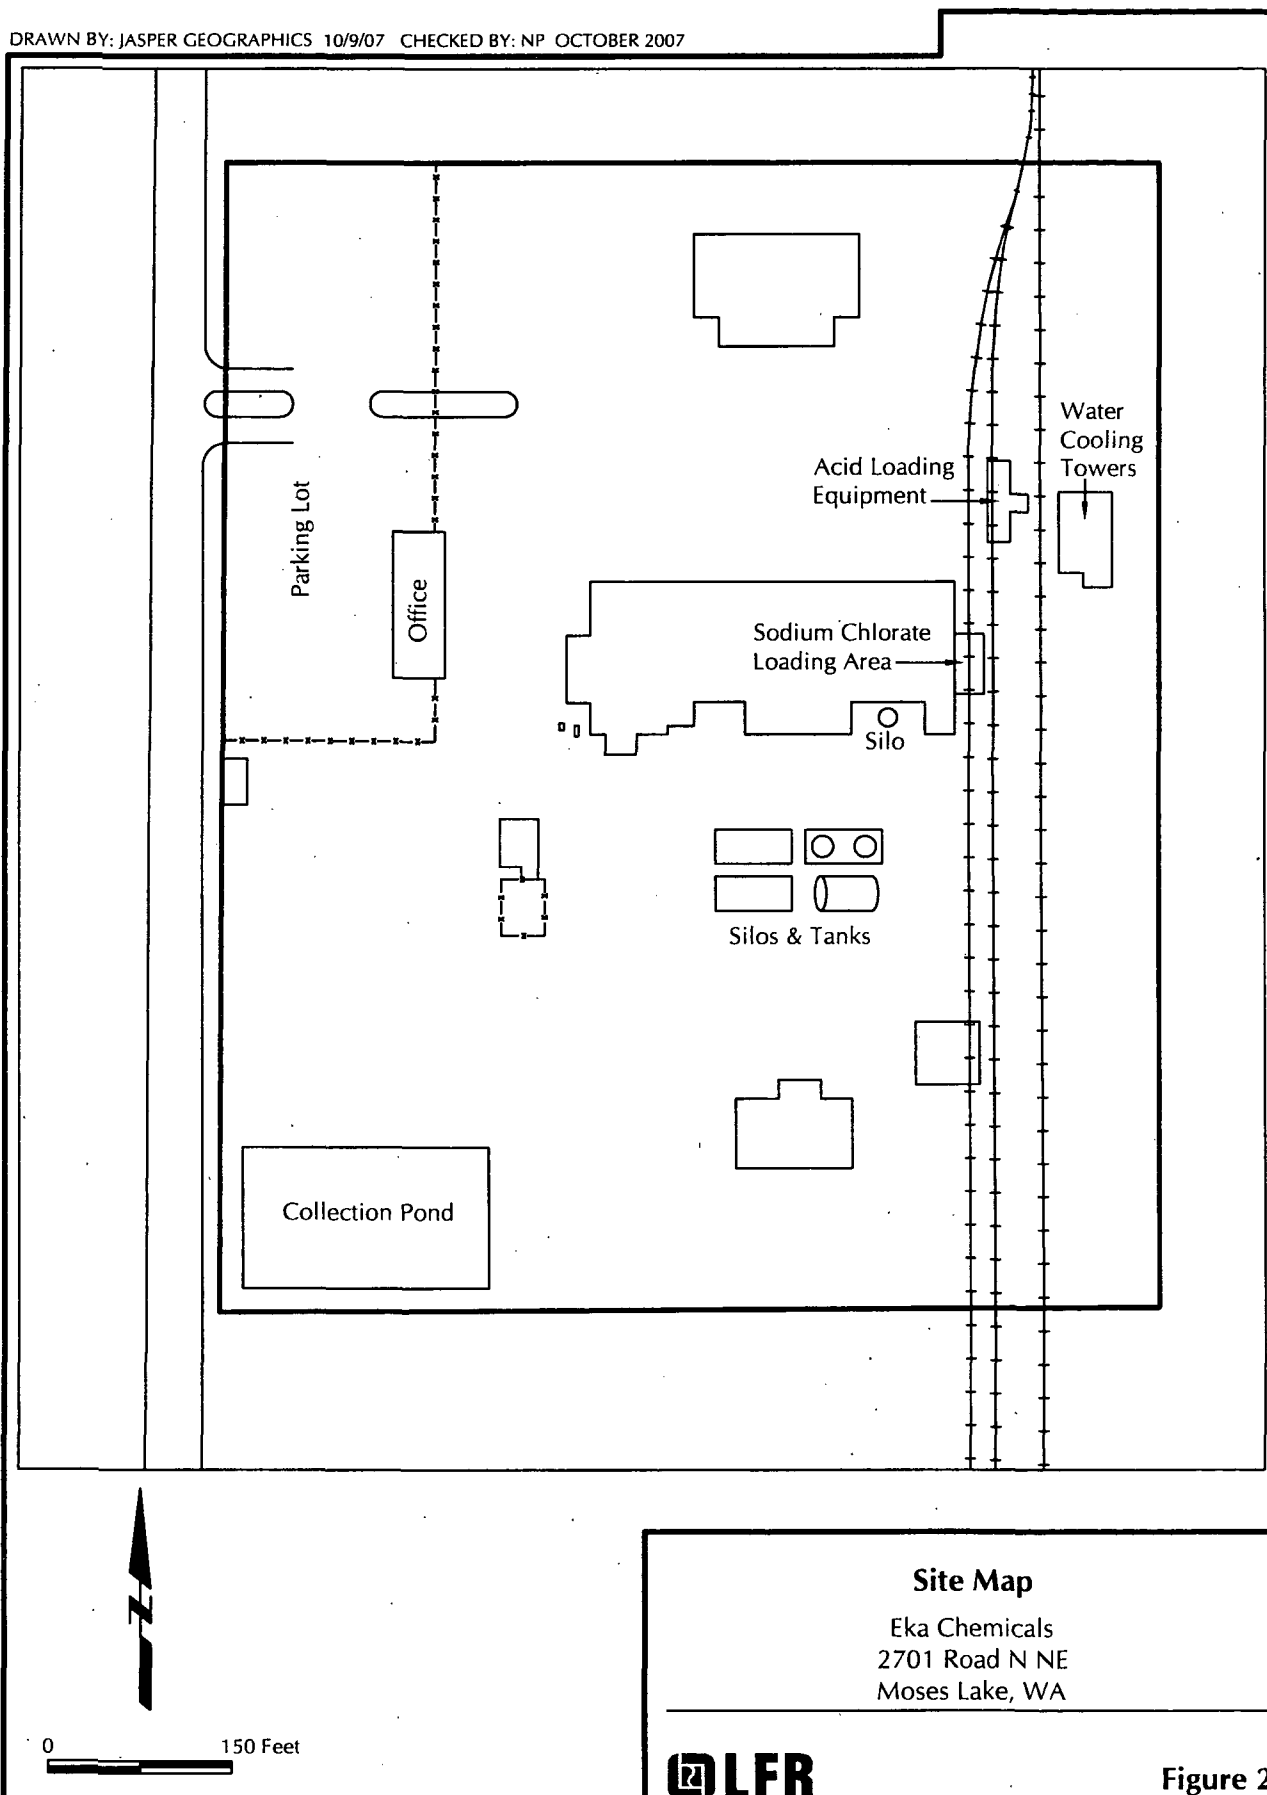 DRAWN BY: JASPER GEOGRAPHICS 10/9/07 CHECKED BY: NP OCTOBER 2007
Water
Cooling
Towers
Acid Loading
Equipment
Parking Lot
Office
Sodium Chlorate
Loading Area
Silo
Silos & Tanks
Collection Pond
N
Site Map
Eka Chemicals
2701 Road N NE
Moses Lake, WA
0 150 Feet
LFR
Figure 2